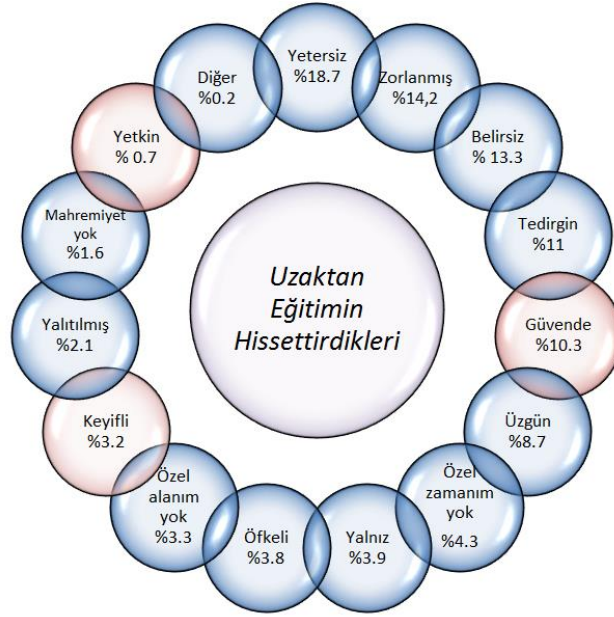 Uzaktan
Eğitimin
Hissettirdikleri
Yetersiz
%18.7
Zorlanmış
%14,2
Belirsiz
% 13.3
Tedirgin
%11
Güvende
%10.3
Üzgün
%8.7
Özel
zamanım
yok
%4.3
Yalnız
%3.9
Öfkeli
%3.8
Özel
alanım
yok
%3.3
Keyifli
%3.2
Yalıtılmış
%2.1
Mahremiyet
yok
%1.6
Yetkin
% 0.7
Diğer
%0.2